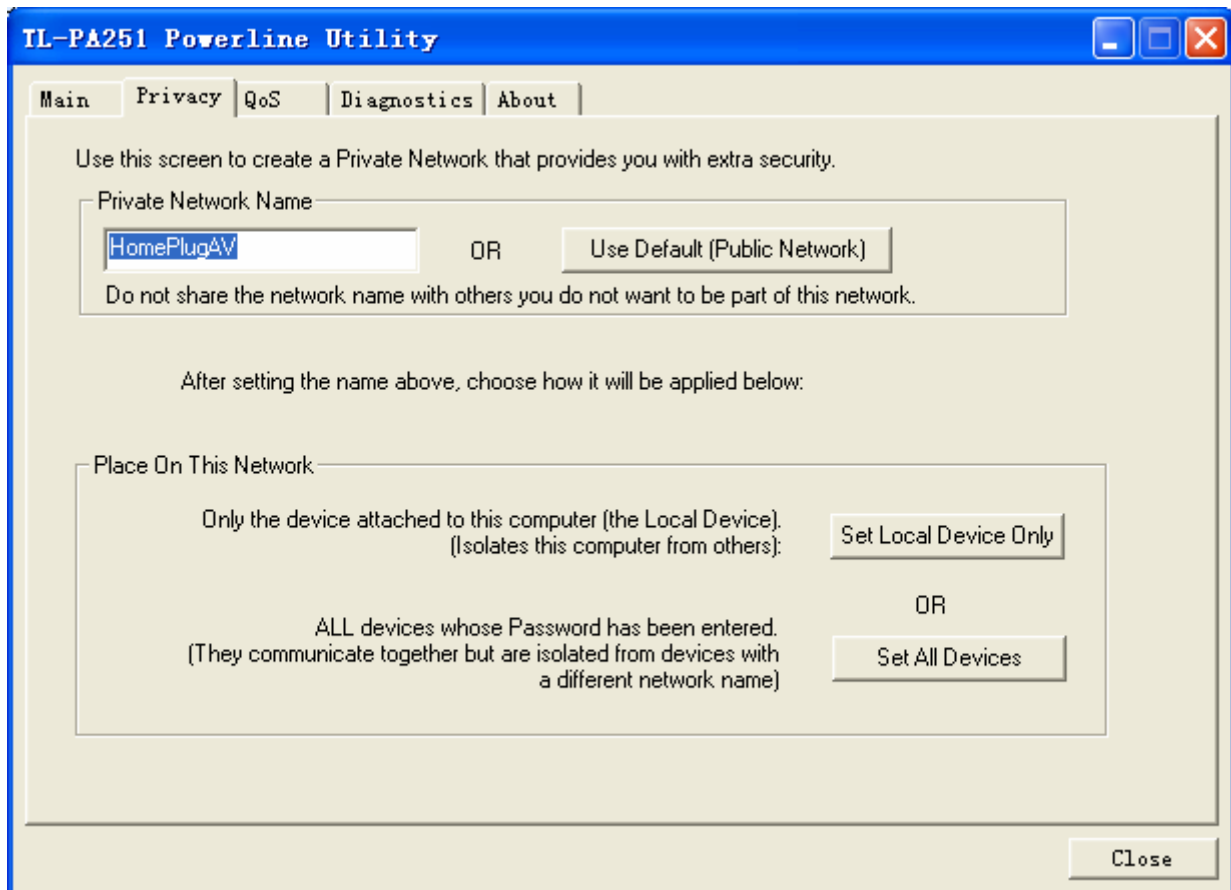 TL-PA251 Powerline Utility
Main Privacy QoS Diagnostics About
Use this screen to create a Private Network that provides you with extra security.
Private Network Name
HomePlugAV OR Use Default (Public Network)
Do not share the network name with others you do not want to be part of this network.
After setting the name above, choose how it will be applied below:
Place On This Network
Only the device attached to this computer (the Local Device).
(Isolates this computer from others):
Set Local Device Only
OR
ALL devices whose Password has been entered.
(They communicate together but are isolated from devices with
a different network name)
Set All Devices
Close